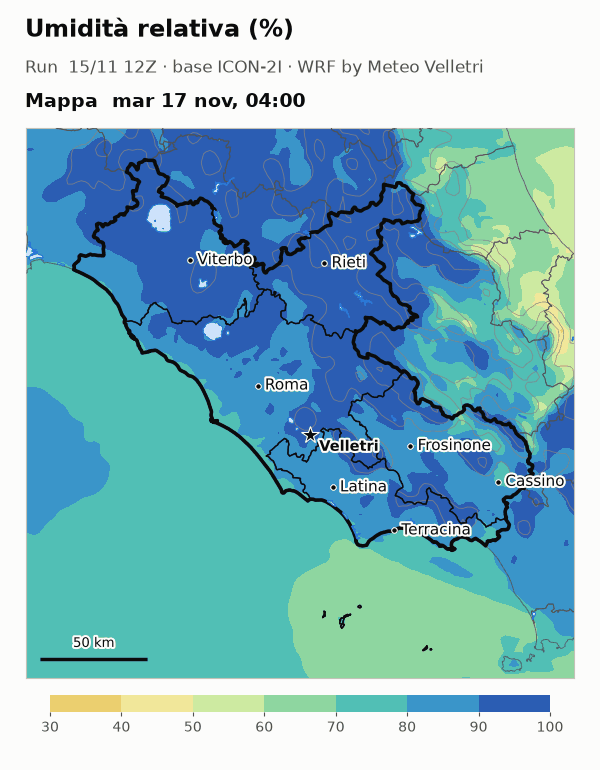 Umidità relativa (%)
Run 15/11 12Z · base ICON-2I · WRF by Meteo Velletri
Mappa mar 17 nov, 04:00
Viterbo
Rieti
Roma
Velletri
Frosinone
Cassino
Latina
Terracina
50 km
30 40 50 60 70 80 90 100